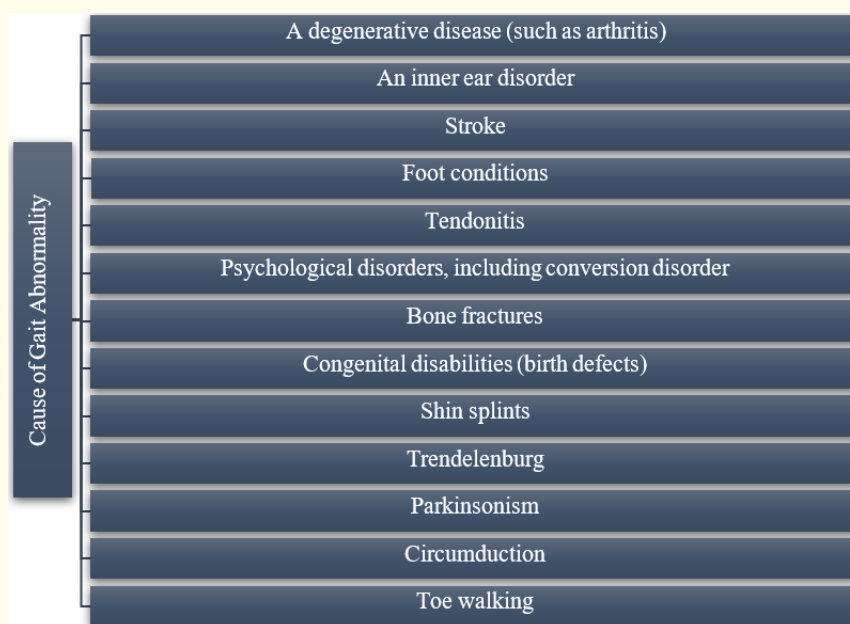 Cause of Gait Abnormality
A degenerative disease (such as arthritis)
An inner ear disorder
Stroke
Foot conditions
Tendonitis
Psychological disorders, including conversion disorder
Bone fractures
Congenital disabilities (birth defects)
Shin splints
Trendelenburg
Parkinsonism
Circumduction
Toe walking